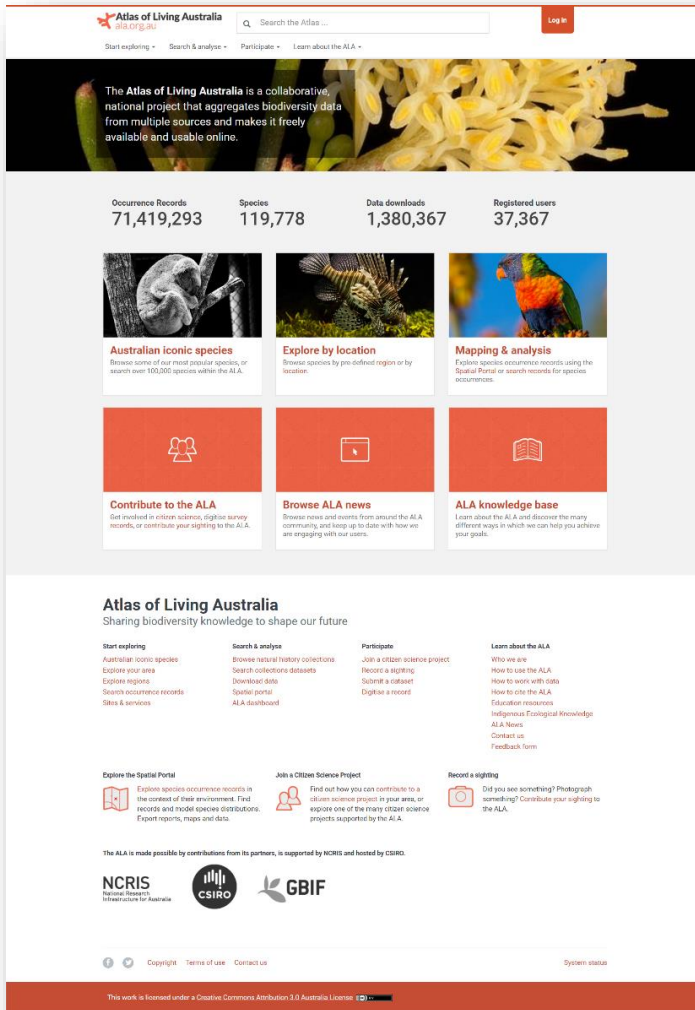 Atlas of Living Australia
ala.org.au
Search the Atlas ...
Log in
Start exploring Search & analyse Participate Learn about the ALA
The Atlas of Living Australia is a collaborative,
national project that aggregates biodiversity data
from multiple sources and makes it freely
available and usable online.
Occurrence Records Species Data downloads Registered users
71,419,293 119,778 1,380,367 37,367
Australian iconic species
Browse some of our most popular species, or
search over 100,000 species within the ALA.
Explore by location
Browse species by pre-defined region or by
location
Mapping & analysis
Explore species occurrence records using the
Spatial Portal or search records for species
occurrences.
Contribute to the ALA
Get involved in citizen science, digitise survey
records, or contribute your sighting to the ALA.
Browse ALA news
Browse news and events from around the ALA
community, and keep up to date with how we
are engaging with our users.
ALA knowledge base
Learn about the ALA and discover the many
different ways in which we can help you achieve
your goals.
Atlas of Living Australia
Sharing biodiversity knowledge to shape our future
Start exploring
Australian iconic species
Explore your area
Explore regions
Search occurrence records
Sites & services
Search & analyse
Browse natural history collections
Search collections datasets
Download data
Spatial portal
ALA dashboard
Participate
Join a citizen science project
Record a sighting
Submit a dataset
Digitise a record
Learn about the ALA
Who we are
How to use the ALA
How to work with data
How to cite the ALA
Education resources
Indigenous Ecological Knowledge
ALA News
Contact us
Feedback form
Explore the Spatial Portal
Explore species occurrence records in
the context of their environment. Find
records and model species distributions.
Export reports, maps and data.
Join a Citizen Science Project
Find out how you can contribute to a
citizen science project in your area, or
explore one of the many citizen science
projects supported by the ALA.
Record a sighting
Did you see something? Photograph
something? Contribute your sighting to
the ALA.
The ALA is made possible by contributions from its partners, is supported by NCRIS and hosted by CSIRO.
NCRIS
National Research
Infrastructure for Australia
CSIRO
GBIF
Copyright Terms of use Contact us System status
This work is licensed under a Creative Commons Attribution 3.0 Australia License